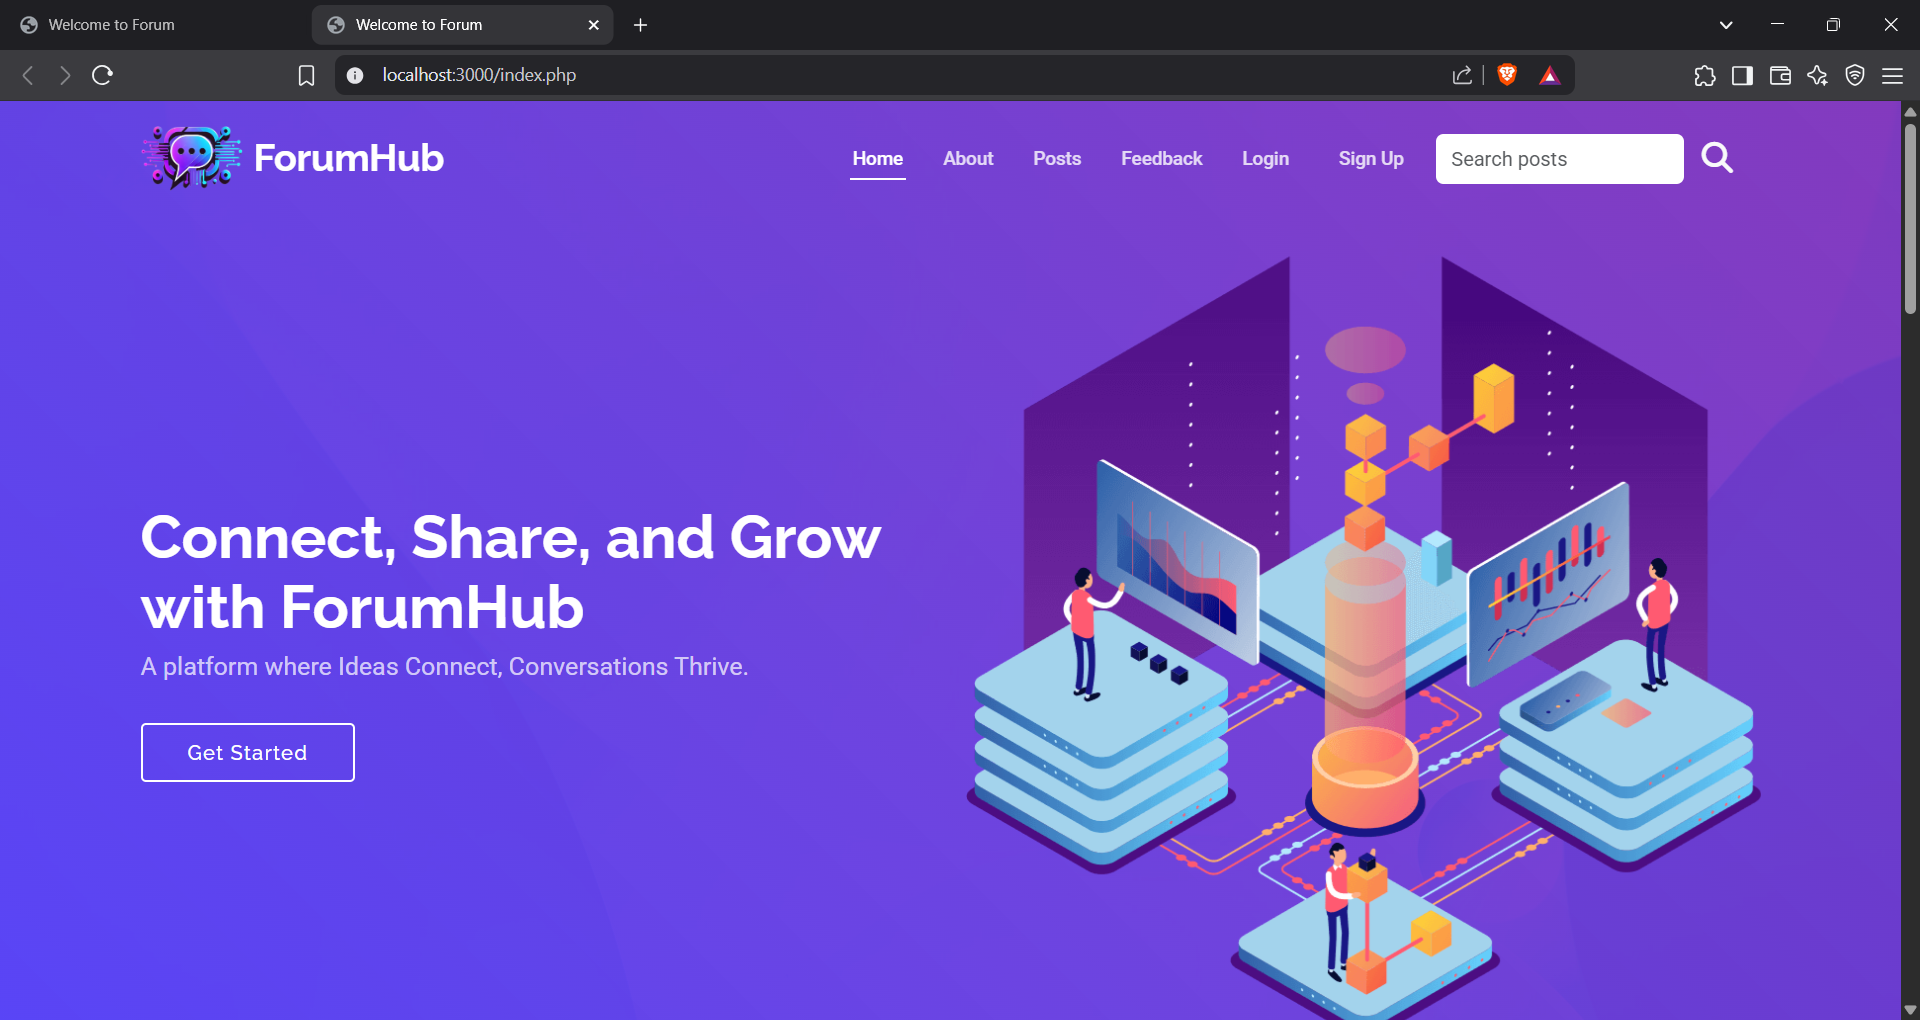 Welcome to Forum
Welcome to Forum
localhost:3000/index.php
ForumHub
Home
About
Posts
Feedback
Login
Sign Up
Search posts
Connect, Share, and Grow
with ForumHub
A platform where Ideas Connect, Conversations Thrive.
Get Started